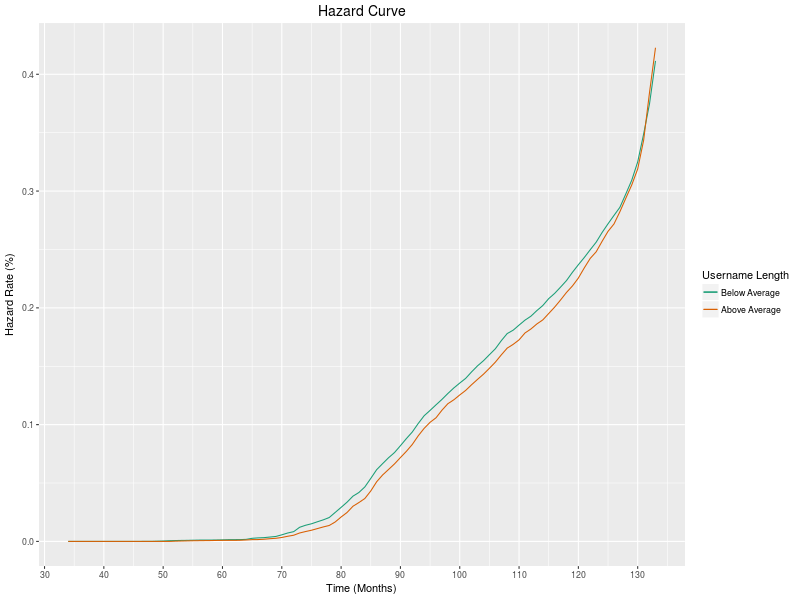 Hazard Curve
Hazard Rate (%)
0.4
0.3
0.2
0.1
0.0
30 40 50 60 70 80 90 100 110 120 130
Time (Months)
Username Length
Below Average
Above Average